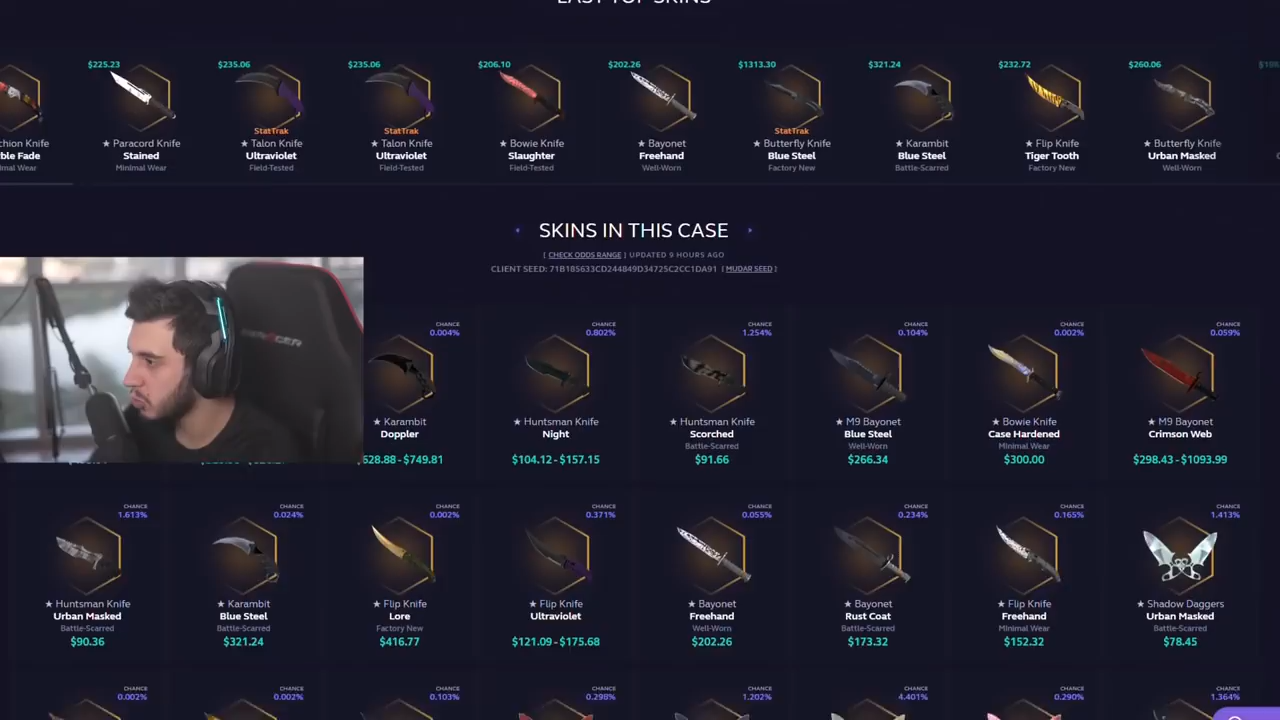 LAST TOP SKINS
$225.23
$235.06
$235.06
$206.10
$202.26
$1313.30
$321.24
$232.72
$260.06
StatTrak
StatTrak
StatTrak
chion Knife
★ Paracord Knife
★ Talon Knife
★ Talon Knife
★ Bowie Knife
★ Bayonet
★ Butterfly Knife
★ Karambit
★ Flip Knife
★ Butterfly Knife
ble Fade
Stained
Ultraviolet
Ultraviolet
Slaughter
Freehand
Blue Steel
Blue Steel
Tiger Tooth
Urban Masked
nimal Wear
Minimal Wear
Field-Tested
Field-Tested
Field-Tested
Well-Worn
Factory New
Battle-Scarred
Factory New
Well-Worn
SKINS IN THIS CASE
[ CHECK ODDS RANGE ] UPDATED 9 HOURS AGO
CLIENT SEED: 71B185633CD244849D34725C2CC1DA91 [ MUDAR SEED ]
CHANCE
0.004%
★ Karambit
Doppler
$628.88 - $749.81
CHANCE
0.802%
★ Huntsman Knife
Night
$104.12 - $157.15
CHANCE
1.254%
★ Huntsman Knife
Scorched
Battle-Scarred
$91.66
CHANCE
0.104%
★ M9 Bayonet
Blue Steel
Well-Worn
$266.34
CHANCE
0.002%
★ Bowie Knife
Case Hardened
Minimal Wear
$300.00
CHANCE
0.059%
★ M9 Bayonet
Crimson Web
$298.43 - $1093.99
CHANCE
1.613%
★ Huntsman Knife
Urban Masked
Battle-Scarred
$90.36
CHANCE
0.024%
★ Karambit
Blue Steel
Battle-Scarred
$321.24
CHANCE
0.002%
★ Flip Knife
Lore
Factory New
$416.77
CHANCE
0.371%
★ Flip Knife
Ultraviolet
$121.09 - $175.68
CHANCE
0.055%
★ Bayonet
Freehand
Well-Worn
$202.26
CHANCE
0.234%
★ Bayonet
Rust Coat
Battle-Scarred
$173.32
CHANCE
0.165%
★ Flip Knife
Freehand
Minimal Wear
$152.32
CHANCE
1.413%
★ Shadow Daggers
Urban Masked
Battle-Scarred
$78.45
CHANCE
0.002%
CHANCE
0.002%
CHANCE
0.103%
CHANCE
0.298%
CHANCE
1.202%
CHANCE
4.401%
CHANCE
0.290%
CHANCE
1.364%